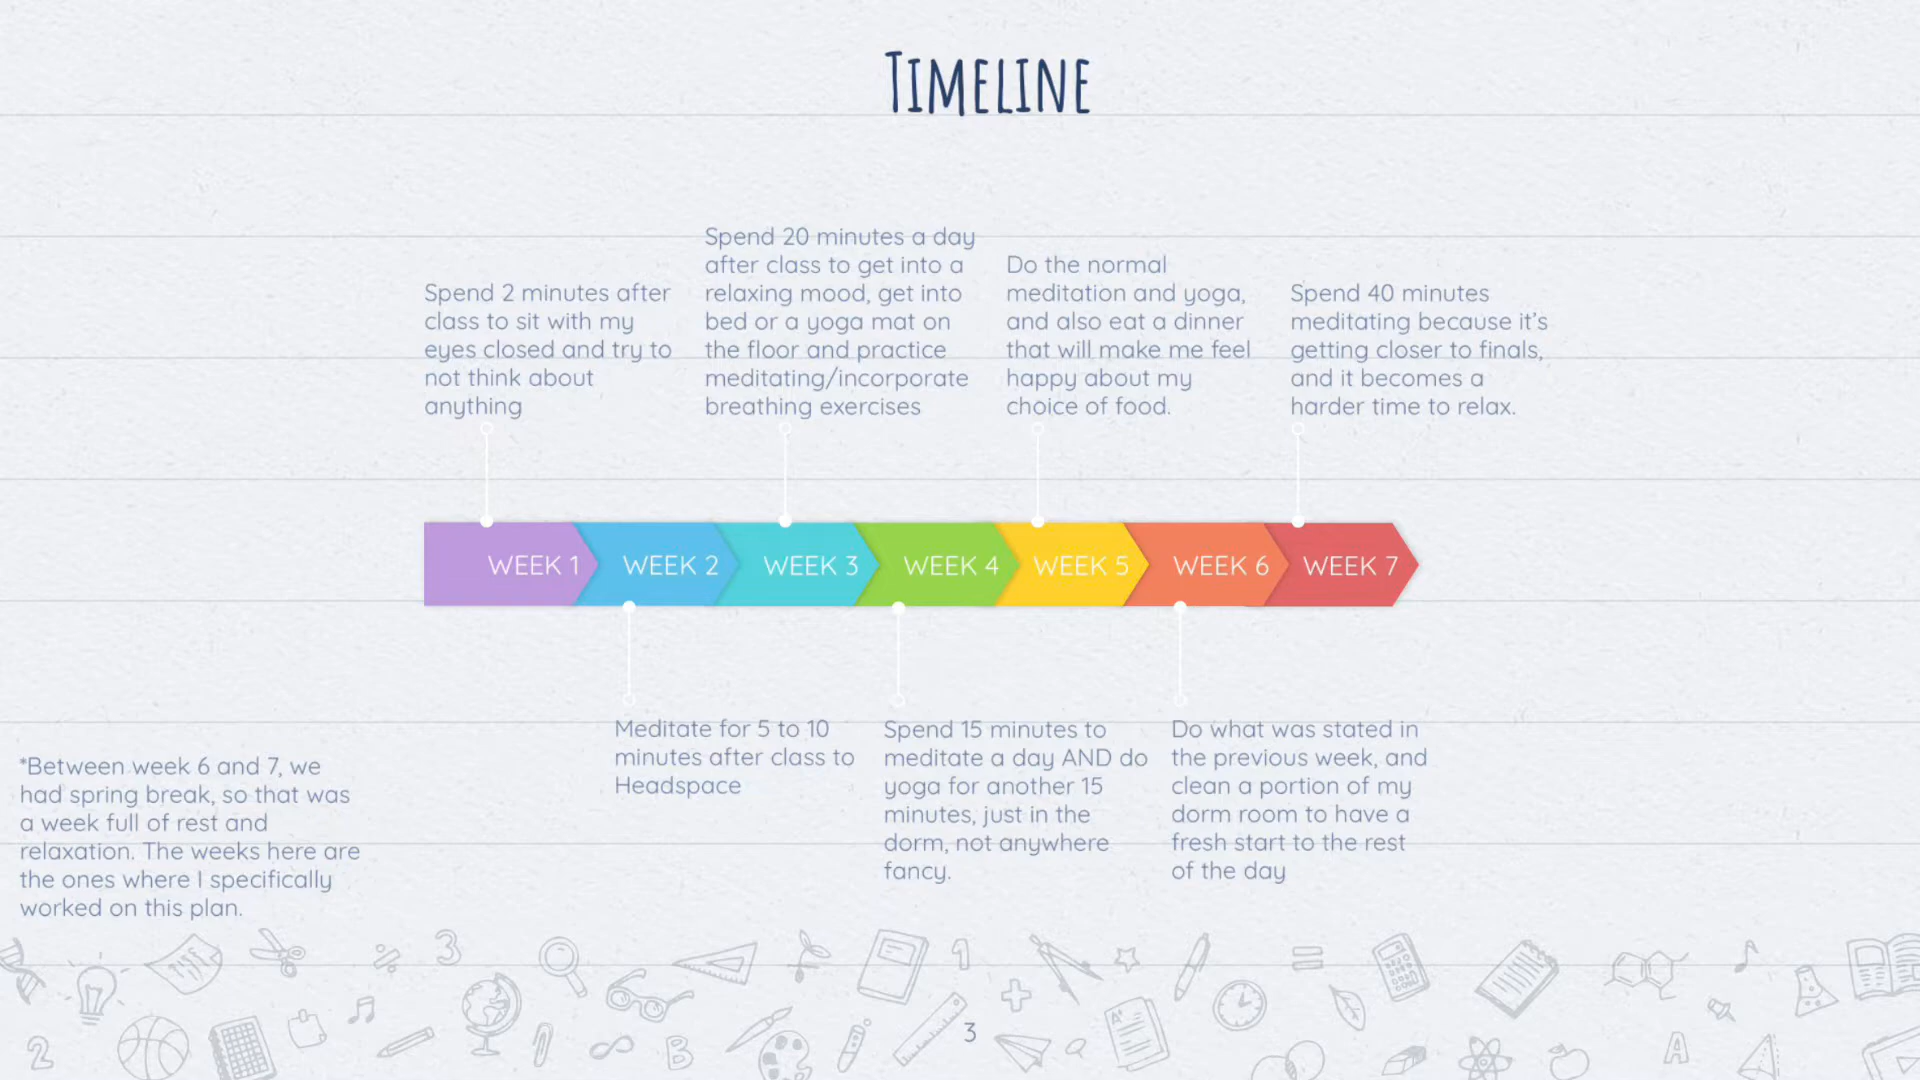 TIMELINE
Spend 2 minutes after
class to sit with my
eyes closed and try to
not think about
anything
Spend 20 minutes a day
after class to get into a
relaxing mood, get into
bed or a yoga mat on
the floor and practice
meditating/incorporate
breathing exercises
Do the normal
meditation and yoga,
and also eat a dinner
that will make me feel
happy about my
choice of food.
Spend 40 minutes
meditating because it's
getting closer to finals,
and it becomes a
harder time to relax.
WEEK 1
WEEK 2
WEEK 3
WEEK 4
WEEK 5
WEEK 6
WEEK 7
Meditate for 5 to 10
minutes after class to
Headspace
Spend 15 minutes to
meditate a day AND do
yoga for another 15
minutes, just in the
dorm, not anywhere
fancy.
Do what was stated in
the previous week, and
clean a portion of my
dorm room to have a
fresh start to the rest
of the day
*Between week 6 and 7, we
had spring break, so that was
a week full of rest and
relaxation. The weeks here are
the ones where I specifically
worked on this plan.
3
1
A+
2
B
3
A